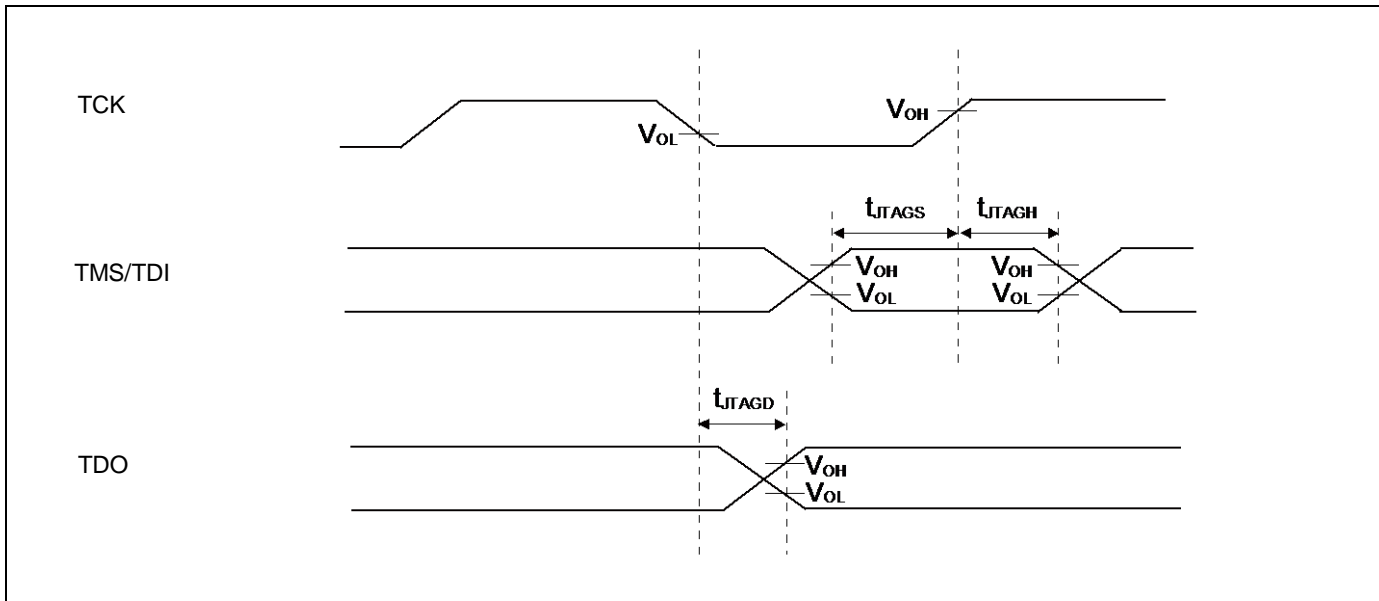 TCK
VOL
VOH
TMS/TDI
tJTAGS
tJTAGH
VOH
VOL
VOH
VOL
TDO
tJTAGD
VOH
VOL